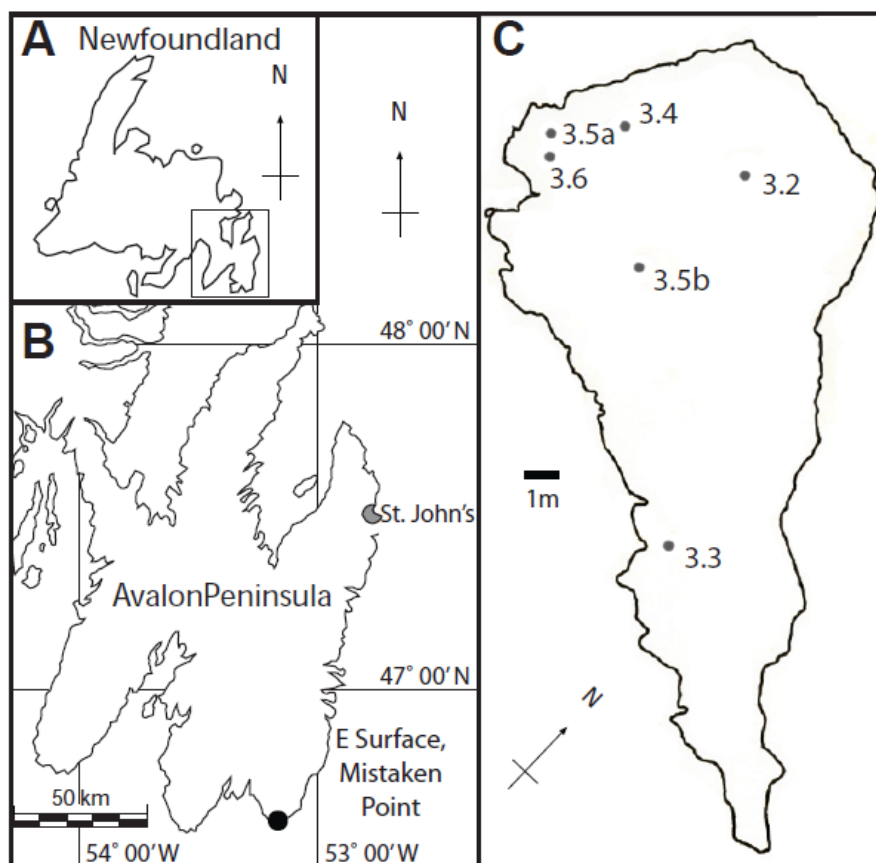 A
Newfoundland
N
N
B
48° 00'N
St. John's
AvalonPeninsula
47° 00'N
E Surface,
Mistaken
Point
50 km
54° 00'W
53° 00'W
C
3.4
3.5a
3.6
3.2
3.5b
1m
3.3
N